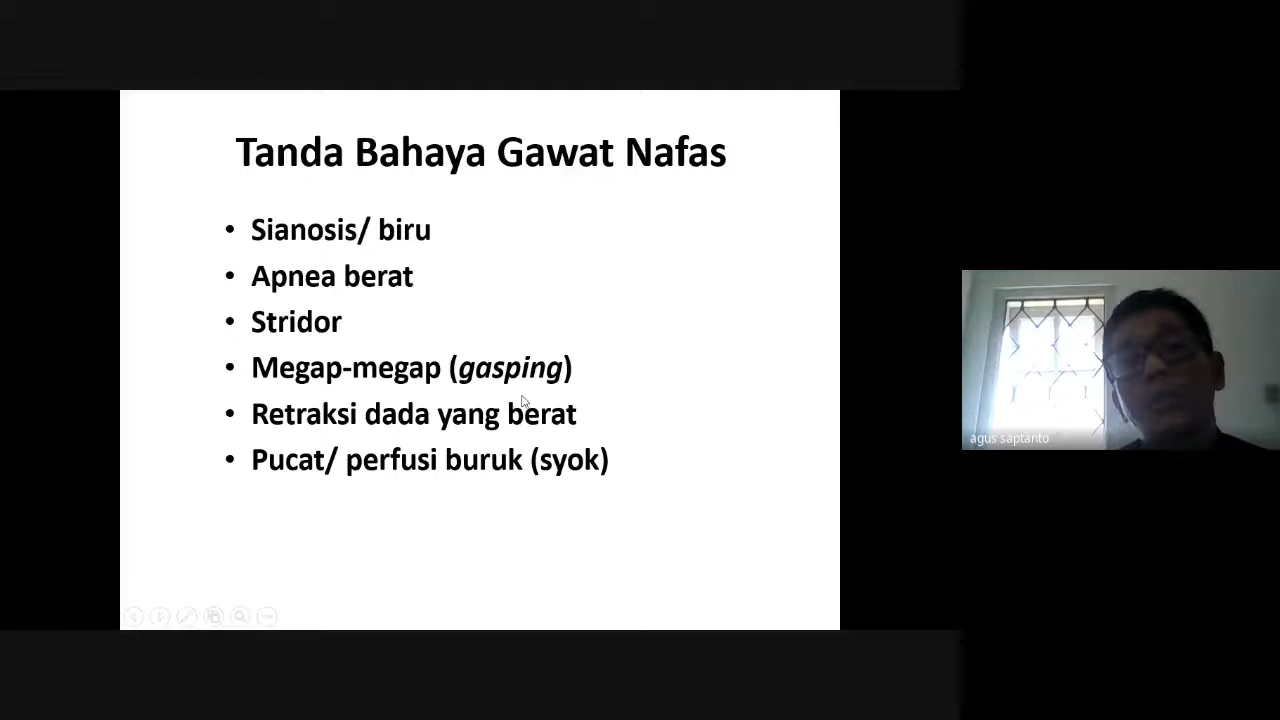 Tanda Bahaya Gawat Nafas
• Sianosis/ biru
• Apnea berat
• Stridor
• Megap-megap (gasping)
• Retraksi dada yang berat
• Pucat/ perfusi buruk (syok)
agus saptanto